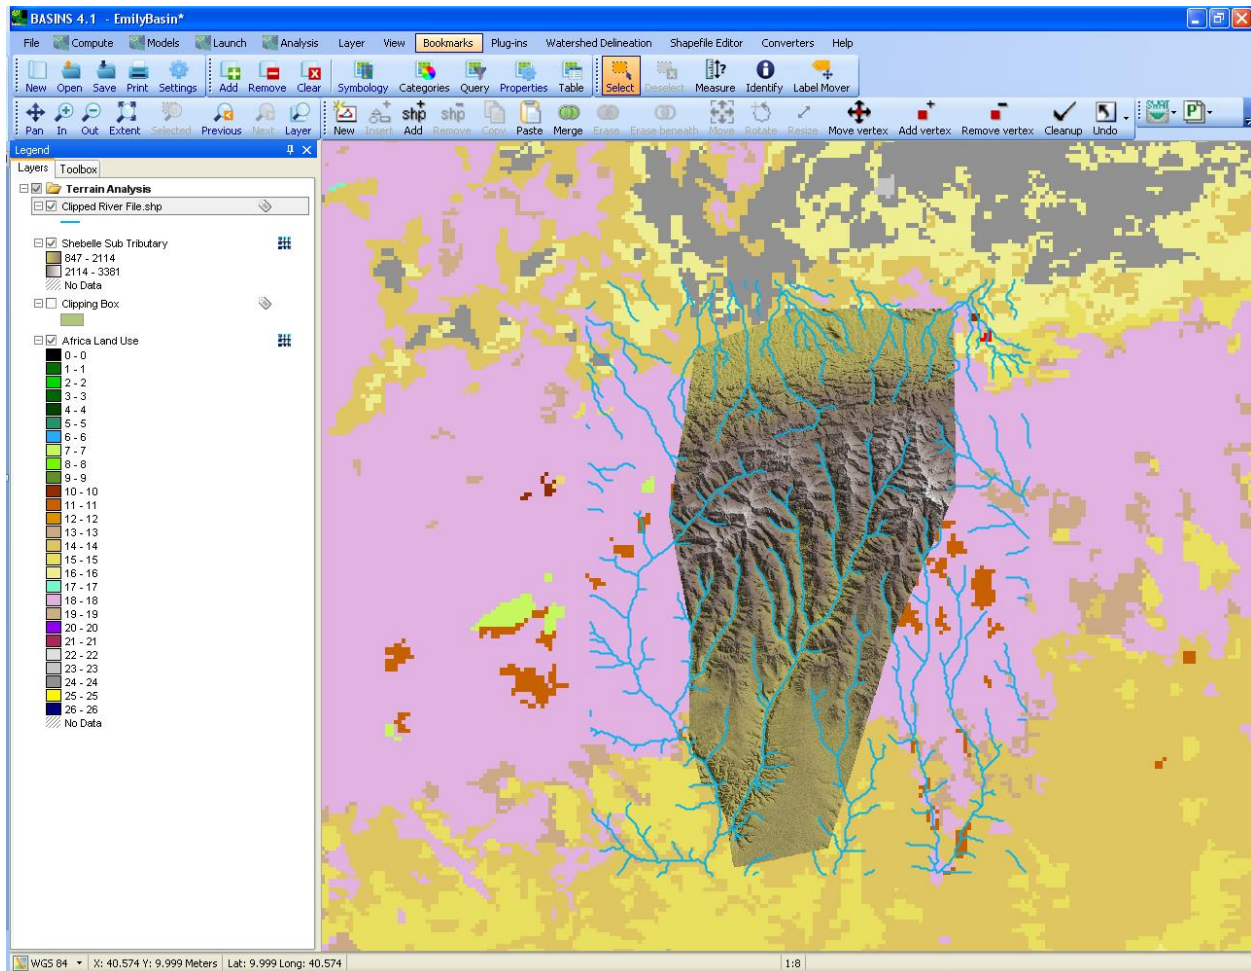 BASINS 4.1 - EmilyBasin*
File Compute Models Launch Analysis Layer View Bookmarks Plug-ins Watershed Delineation Shapefile Editor Converters Help
New Open Save Print Settings Add Remove Clear Symbology Categories Query Properties Table Select Deselect Measure Identify Label Mover
Pan In Out Extent Selected Previous Next Layer New Insert Add Remove Copy Paste Merge Erase Erase beneath Move Rotate Resize Move vertex Add vertex Remove vertex Cleanup Undo
Legend
Layers Toolbox
Terrain Analysis
Clipped River File.shp
Shebelle Sub Tributary
847 - 2114
2114 - 3381
No Data
Clipping Box
Africa Land Use
0 - 0
1 - 1
2 - 2
3 - 3
4 - 4
5 - 5
6 - 6
7 - 7
8 - 8
9 - 9
10 - 10
11 - 11
12 - 12
13 - 13
14 - 14
15 - 15
16 - 16
17 - 17
18 - 18
19 - 19
20 - 20
21 - 21
22 - 22
23 - 23
24 - 24
25 - 25
26 - 26
No Data
WGS 84 X: 40.574 Y: 9.999 Meters Lat: 9.999 Long: 40.574 1:8